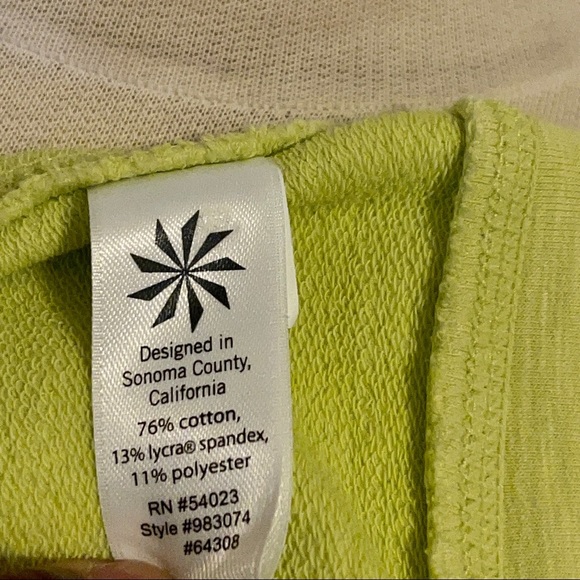 Designed in
Sonoma County,
California
76% cotton,
13% lycra® spandex,
11% polyester
RN #54023
Style #983074
#64308